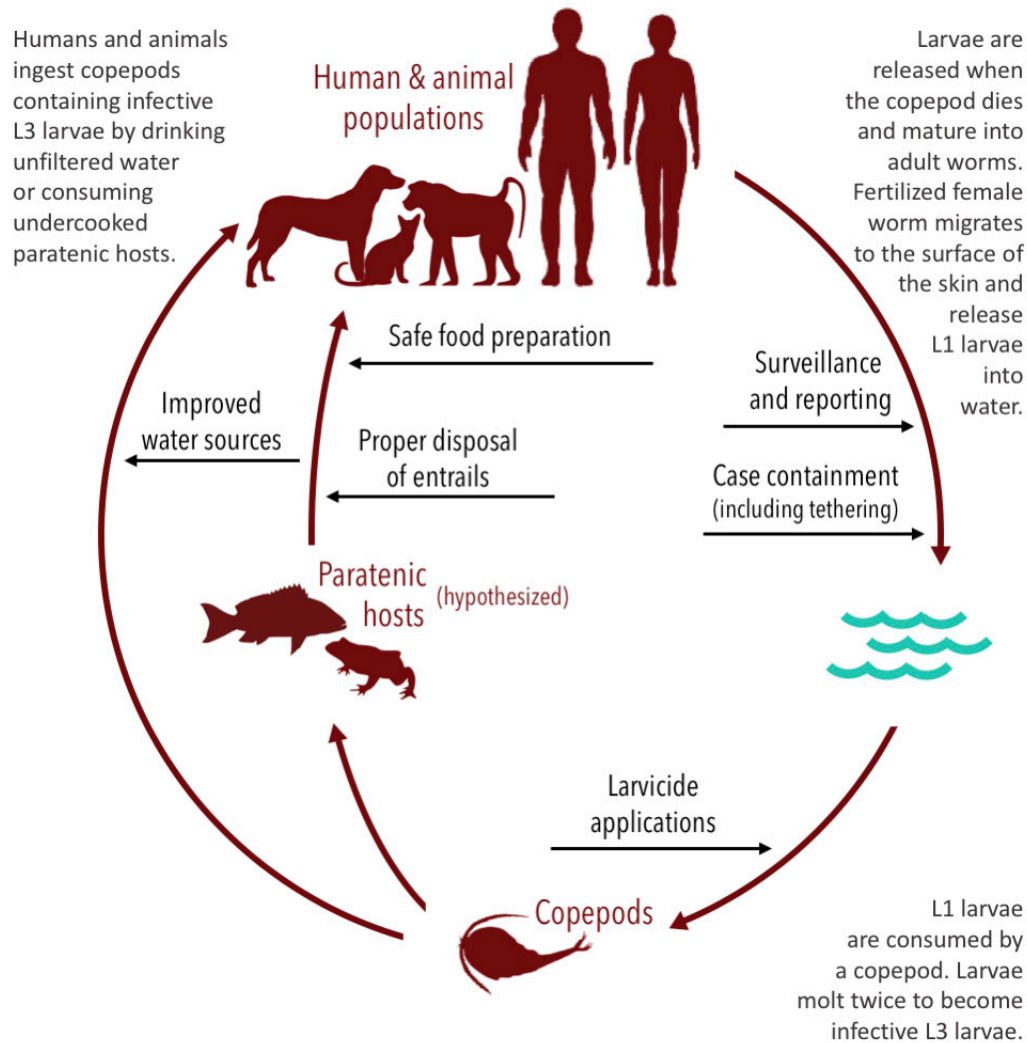 Humans and animals
ingest copepods
containing infective
L3 larvae by drinking
unfiltered water
or consuming
undercooked
paratenic hosts.
Human & animal
populations
Larvae are
released when
the copepod dies
and mature into
adult worms.
Fertilized female
worm migrates
to the surface of
the skin and
release
L1 larvae
into
water.
Safe food preparation
Surveillance
and reporting
Improved
water sources
Proper disposal
of entrails
Case containment
(including tethering)
Paratenic
hosts (hypothesized)
Larvicide
applications
Copepods
L1 larvae
are consumed by
a copepod. Larvae
molt twice to become
infective L3 larvae.